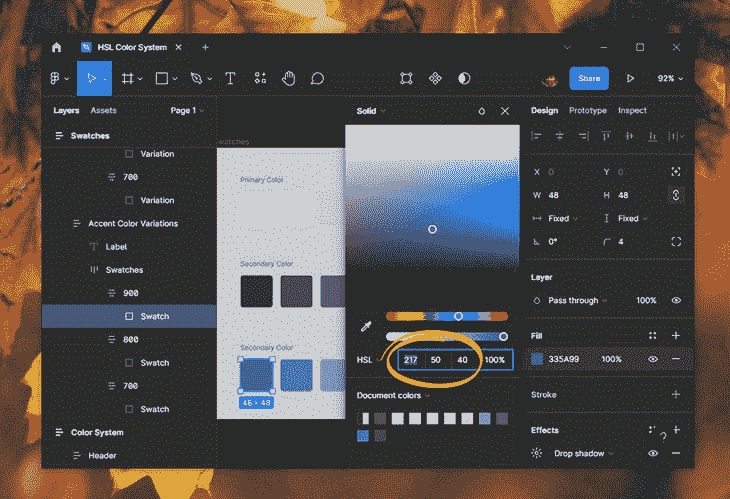 HSL Color System
Share
92%
Layers
Assets
Page 1
Swatches
Variation
700
Variation
Accent Color Variations
Label
Swatches
900
Swatch
800
Swatch
700
Swatch
Color System
Header
watches
Primary Color
Secondary Color
Secondary Color
48 × 48
Solid
HSL
217
50
40
100%
Document colors
Design
Prototype
Inspect
X 0
Y 0
W 48
H 48
Fixed
Fixed
0°
4
Layer
Pass through
100%
Fill
335A99
100%
Stroke
Effects
?
Drop shadow